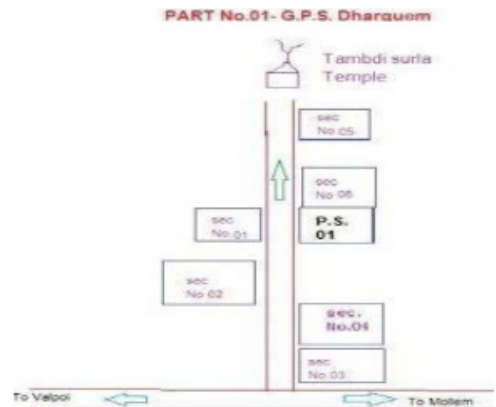 PART No.01- G.P.S. Dharquem
Tambdi surla
Temple
sec
No.05
sec
No 06
P.S.
01
sec
No.01
sec
No.02
sec.
No.04
sec
No.03
To Valpoi
To Mollem